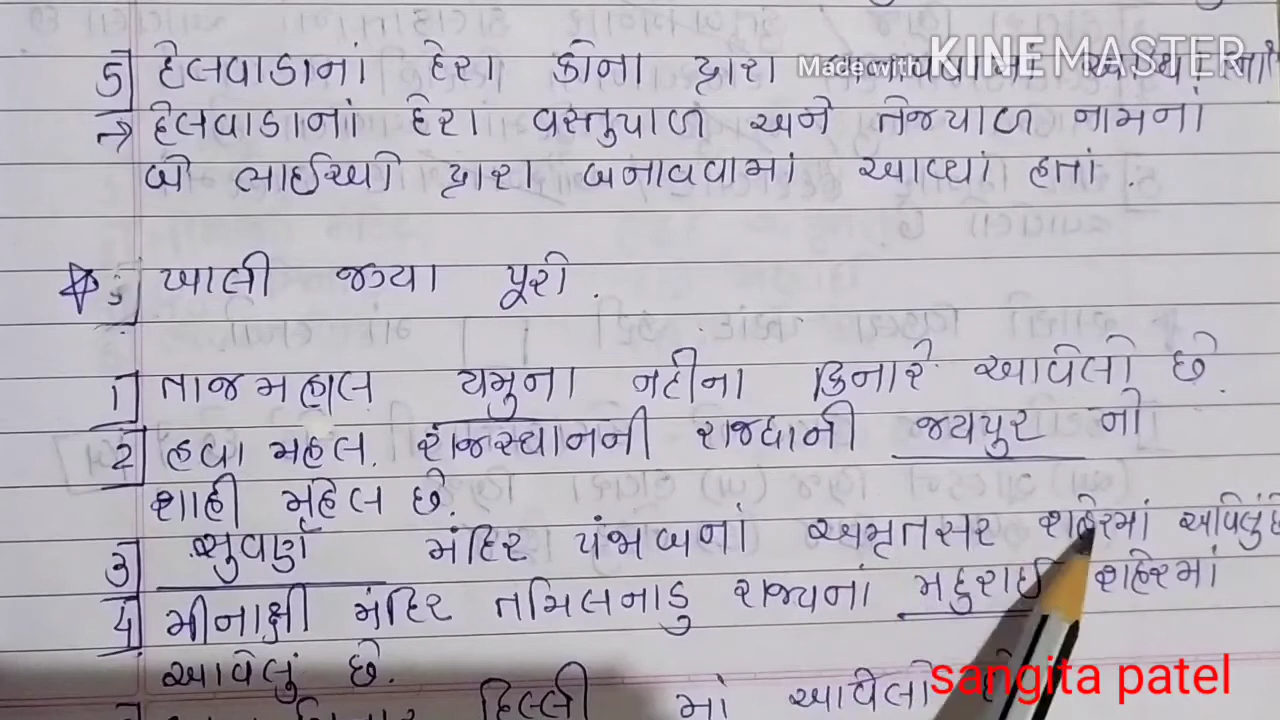 Made with KINEMASTER
5] દેલવાડાનાં દેરા કોના દ્વારા
→ દેલવાડાનાં દેરાં વસ્તુપાળ અને તેજપાળ નામનાં
બે ભાઈઓ દ્વારા બનાવવામાં આવ્યાં હતાં.
ખાલી જગ્યા પૂરો.
1] તાજમહાલ યમુના નદીના કિનારે આવેલો છે.
2] હવા મહેલ. રાજસ્થાનની રાજધાની જયપુર નો
શાહી મહેલ છે.
3] સુવર્ણ મંદિર પંજાબનાં અમૃતસર શહેરમાં
4] મીનાક્ષી મંદિર તમિલનાડુ રાજ્યનાં મદુરાઈ શહેરમાં
આવેલું છે.
દિલ્લી માં આવેલો
sangita patel